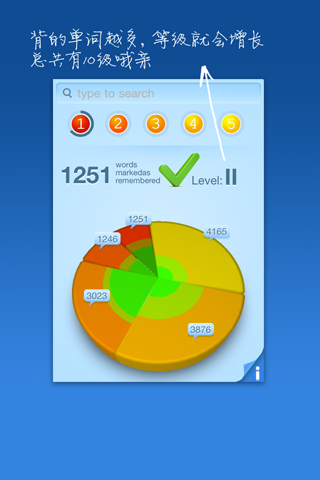 背的单词越多,等级就会增长
总共有10级哦亲
type to search
1 2 3 4 5
1251 words
markedas
remembered
Level: II
1251
1246
4165
3023
3876
i